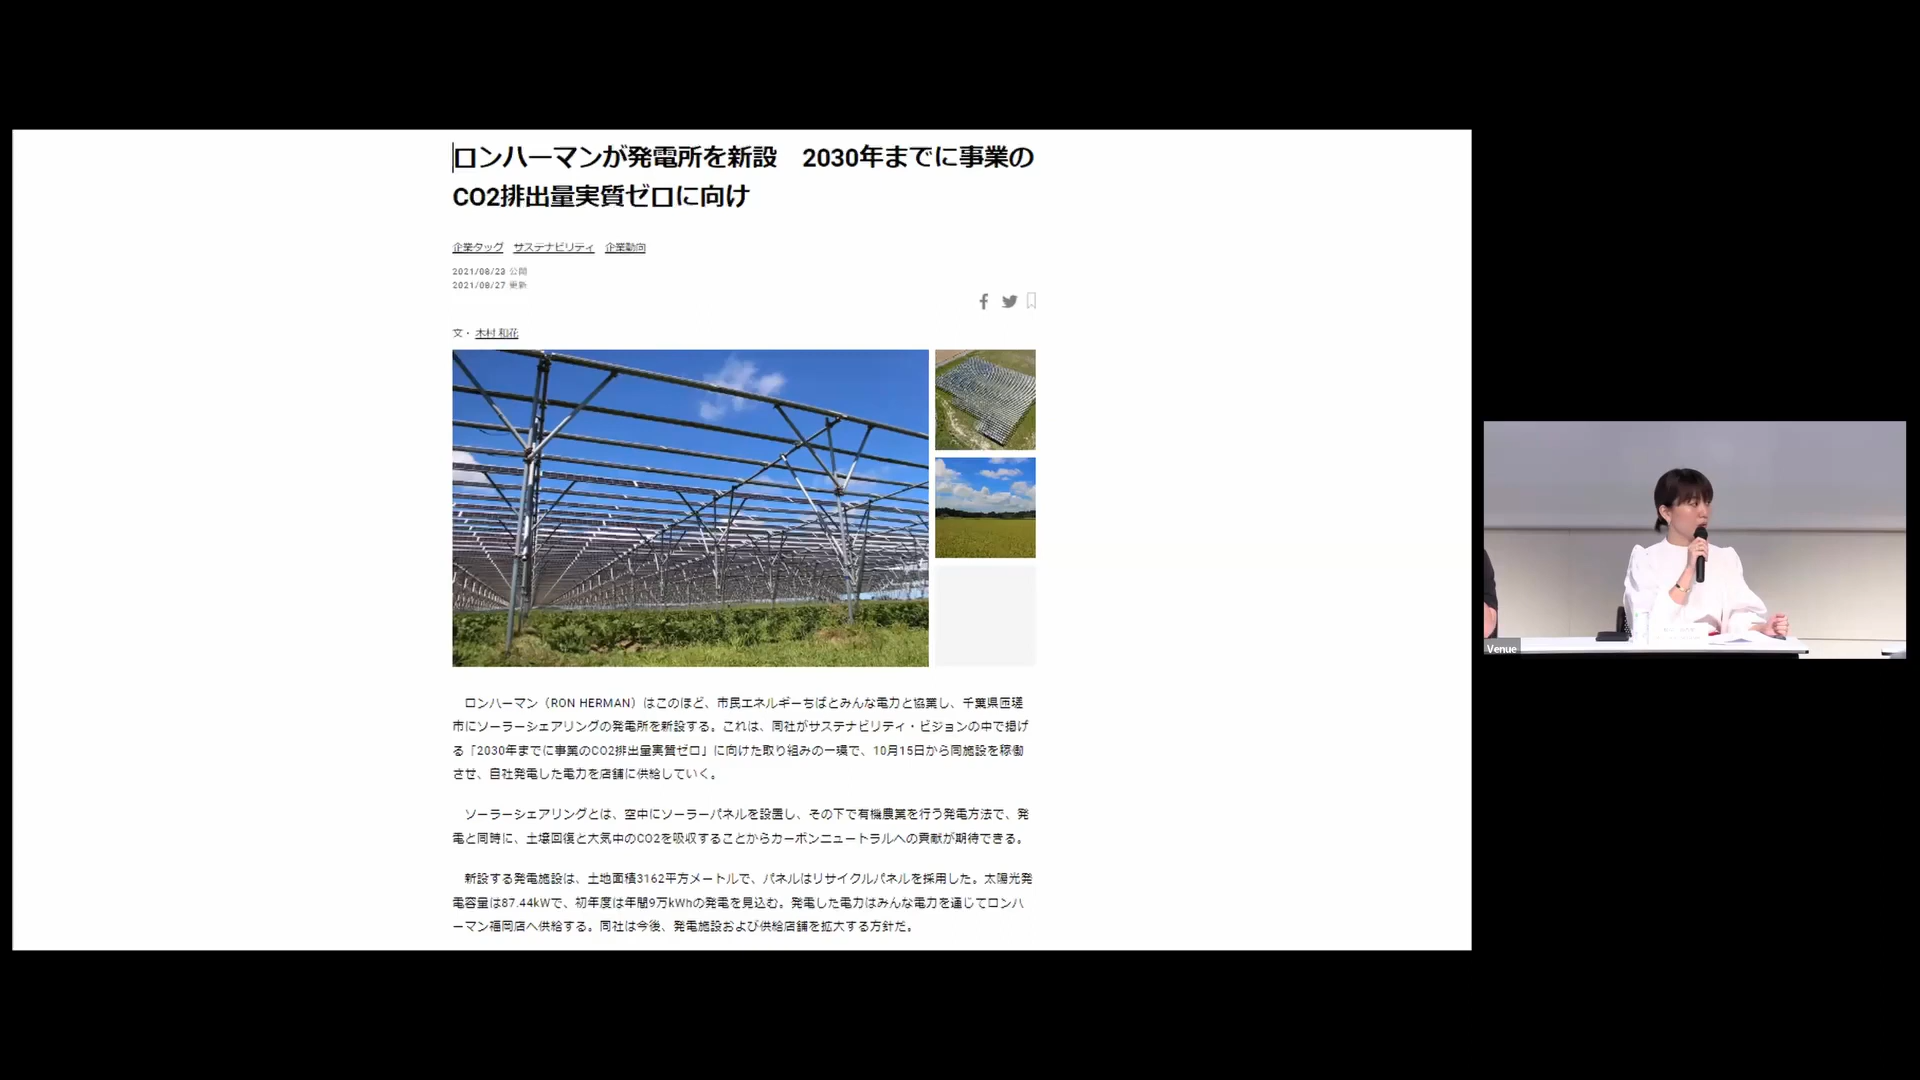 ロンハーマンが発電所を新設　2030年までに事業の
CO2排出量実質ゼロに向け
企業タッグ　サステナビリティ　企業動向
2021/08/23 公開
2021/08/27 更新
文・ 木村 和花
ロンハーマン（RON HERMAN）はこのほど、市民エネルギーちばとみんな電力と協業し、千葉県匝瑳
市にソーラーシェアリングの発電所を新設する。これは、同社がサステナビリティ・ビジョンの中で掲げ
る「2030年までに事業のCO2排出量実質ゼロ」に向けた取り組みの一環で、10月15日から同施設を稼働
させ、自社発電した電力を店舗に供給していく。
ソーラーシェアリングとは、空中にソーラーパネルを設置し、その下で有機農業を行う発電方法で、発
電と同時に、土壌回復と大気中のCO2を吸収することからカーボンニュートラルへの貢献が期待できる。
新設する発電施設は、土地面積3162平方メートルで、パネルはリサイクルパネルを採用した。太陽光発
電容量は87.44kWで、初年度は年間9万kWhの発電を見込む。発電した電力はみんな電力を通じてロンハ
ーマン福岡店へ供給する。同社は今後、発電施設および供給店舗を拡大する方針だ。
Venue